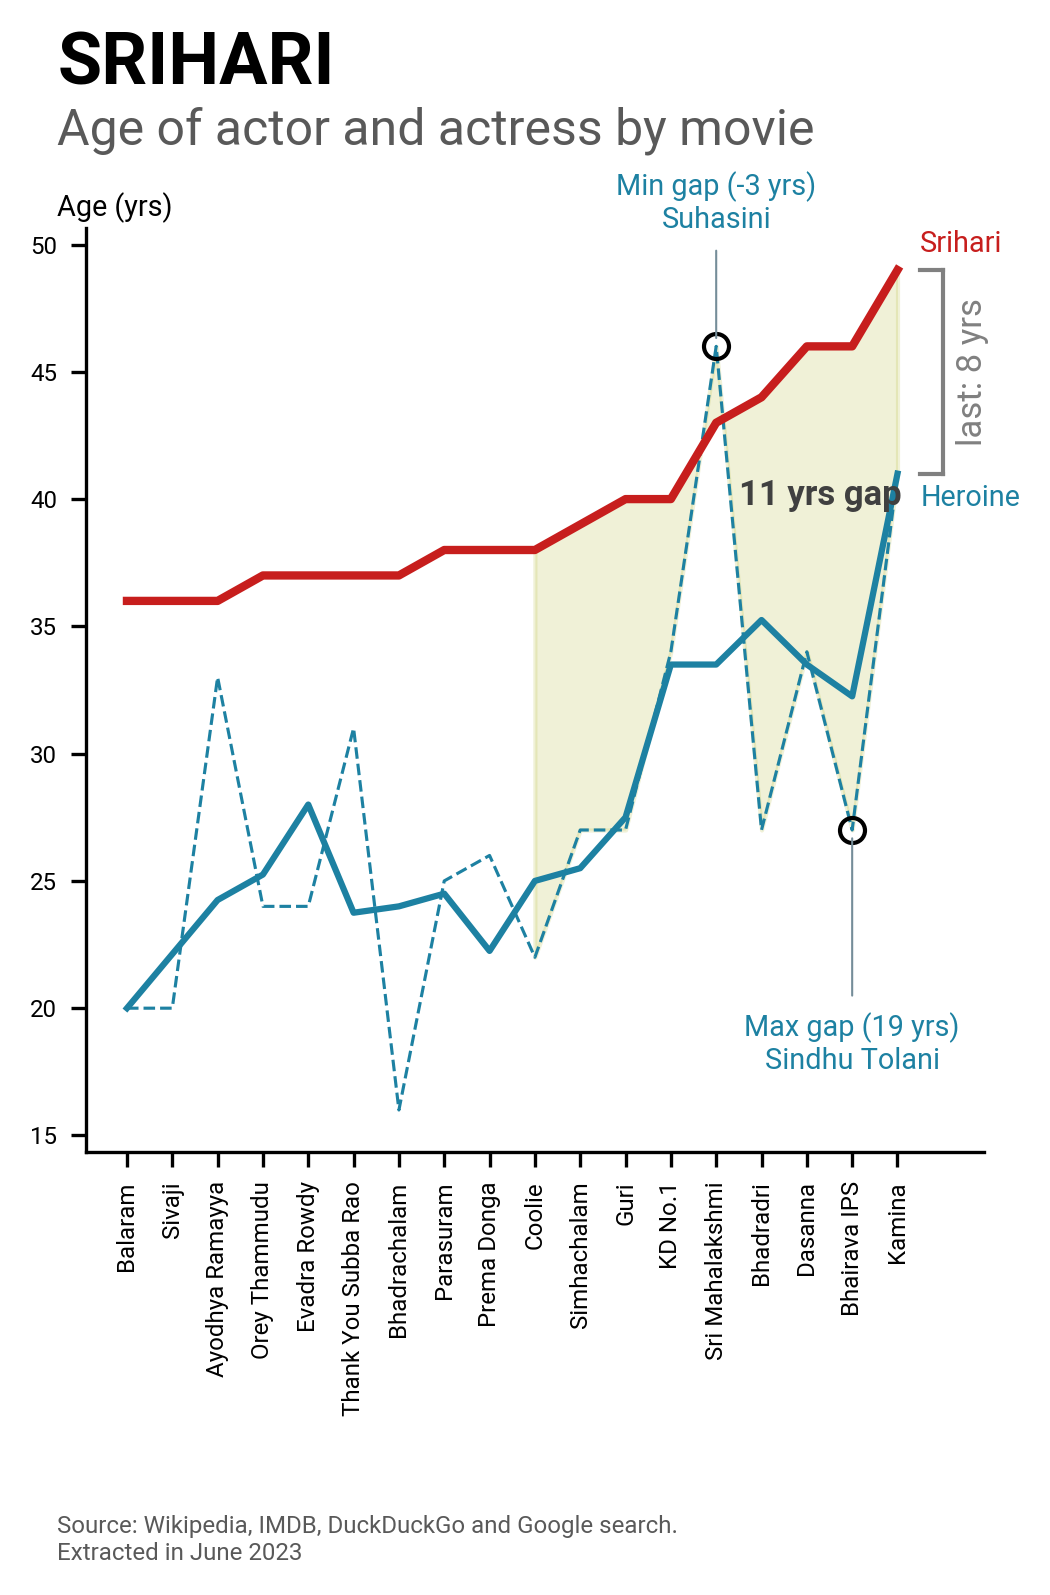 SRIHARI
Age of actor and actress by movie
Min gap (-3 yrs)
Suhasini
Age (yrs)
50
45
40
35
30
25
20
15
Srihari
last: 8 yrs
11 yrs gap
Heroine
Max gap (19 yrs)
Sindhu Tolani
Balaram
Sivaji
Ayodhya Ramayya
Orey Thammudu
Evadra Rowdy
Thank You Subba Rao
Bhadrachalam
Parasuram
Prema Donga
Coolie
Simhachalam
Guri
KD No.1
Sri Mahalakshmi
Bhadradri
Dasanna
Bhairava IPS
Kamina
Source: Wikipedia, IMDB, DuckDuckGo and Google search.
Extracted in June 2023